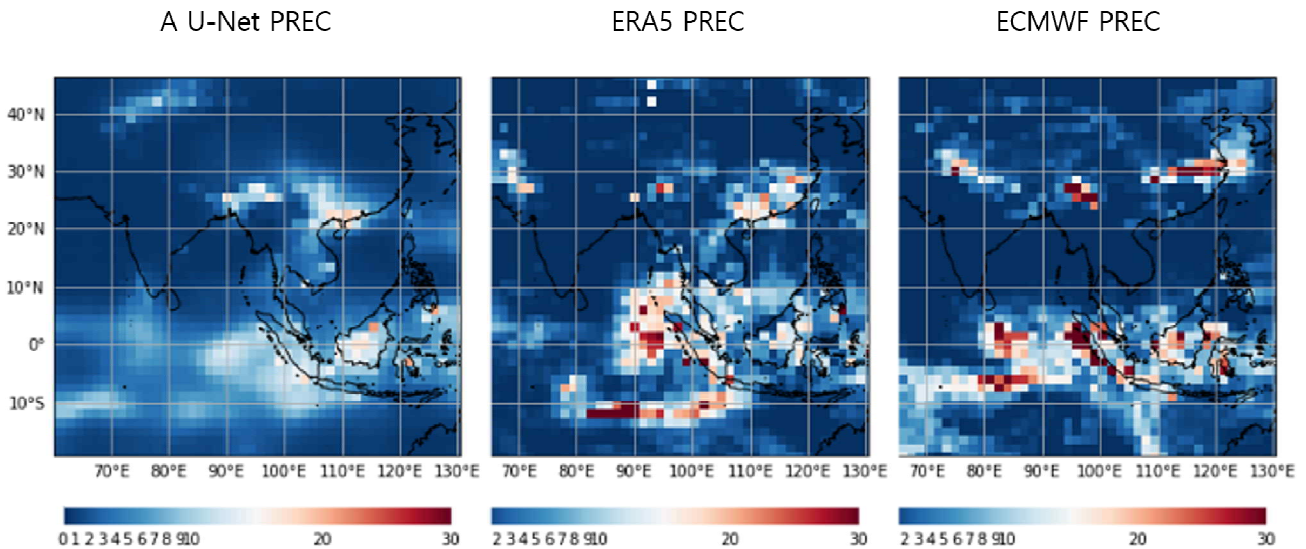 A U-Net PREC
ERA5 PREC
ECMWF PREC
40°N
30°N
20°N
10°N
0°
10°S
70°E 80°E 90°E 100°E 110°E 120°E 130°E
70°E 80°E 90°E 100°E 110°E 120°E 130°E
70°E 80°E 90°E 100°E 110°E 120°E 130°E
0 1 2 3 4 5 6 7 8 9 10 20 30
2 3 4 5 6 7 8 9 10 20 30
2 3 4 5 6 7 8 9 10 20 30